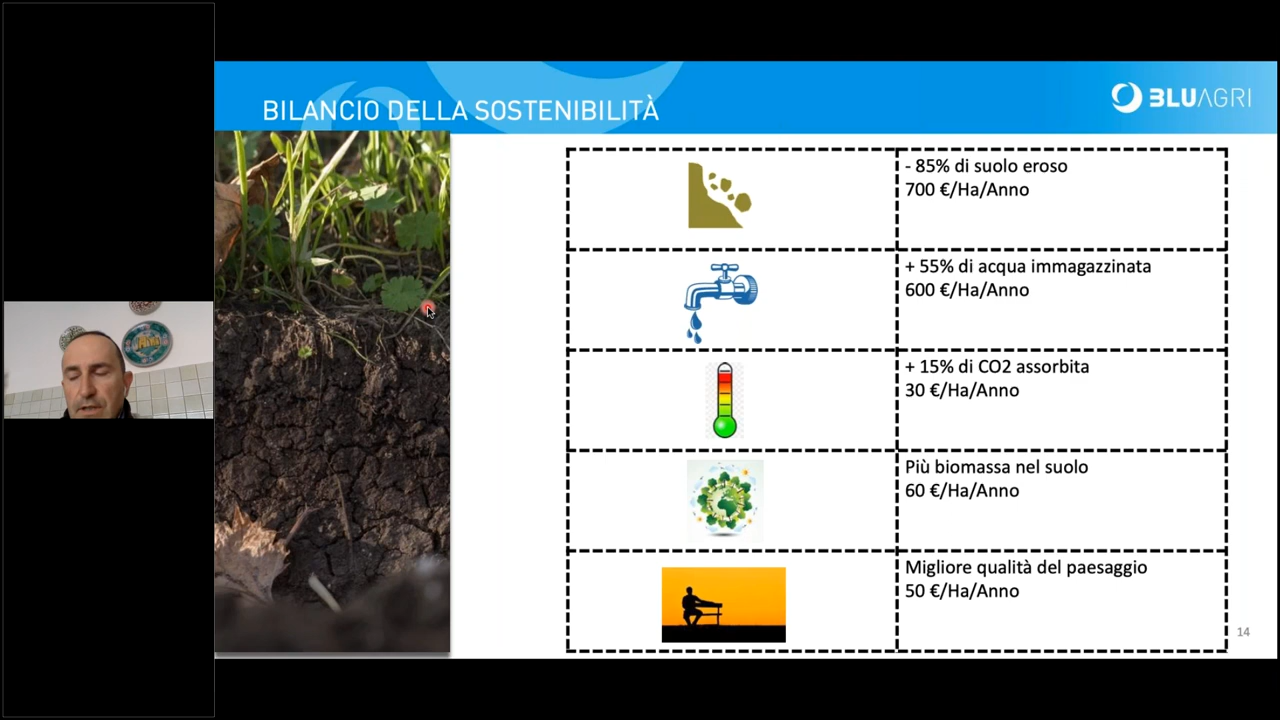 BILANCIO DELLA SOSTENIBILITÀ
BLUAGRI
- 85% di suolo eroso
700 €/Ha/Anno
+ 55% di acqua immagazzinata
600 €/Ha/Anno
+ 15% di CO2 assorbita
30 €/Ha/Anno
Più biomassa nel suolo
60 €/Ha/Anno
Migliore qualità del paesaggio
50 €/Ha/Anno
14